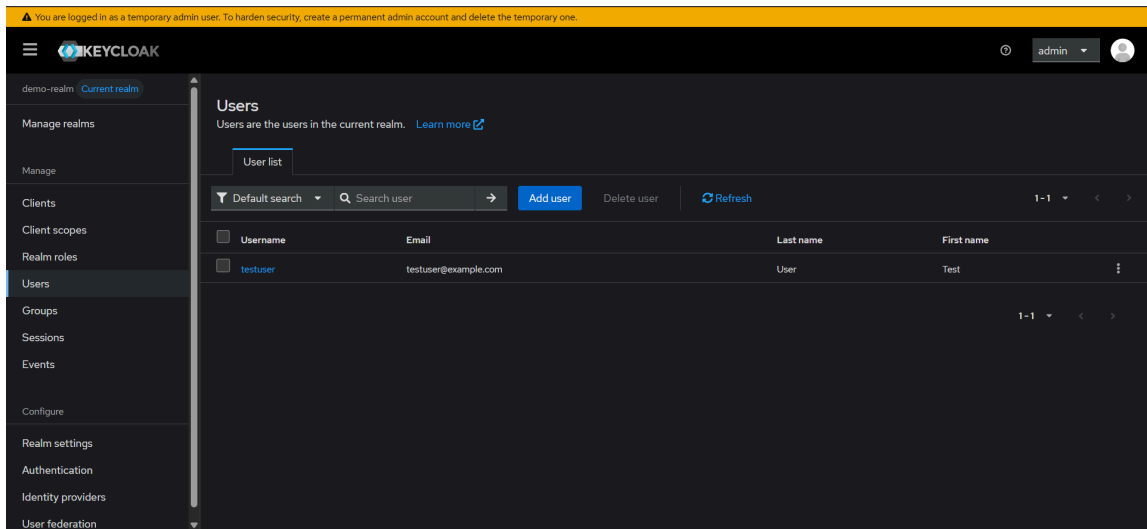 You are logged in as a temporary admin user. To harden security, create a permanent admin account and delete the temporary one.
KEYCLOAK
admin
demo-realm Current realm
Manage realms
Manage
Clients
Client scopes
Realm roles
Users
Groups
Sessions
Events
Configure
Realm settings
Authentication
Identity providers
User federation
Users
Users are the users in the current realm. Learn more
User list
Default search Search user Add user Delete user Refresh 1-1
Username Email Last name First name
testuser testuser@example.com User Test
1-1